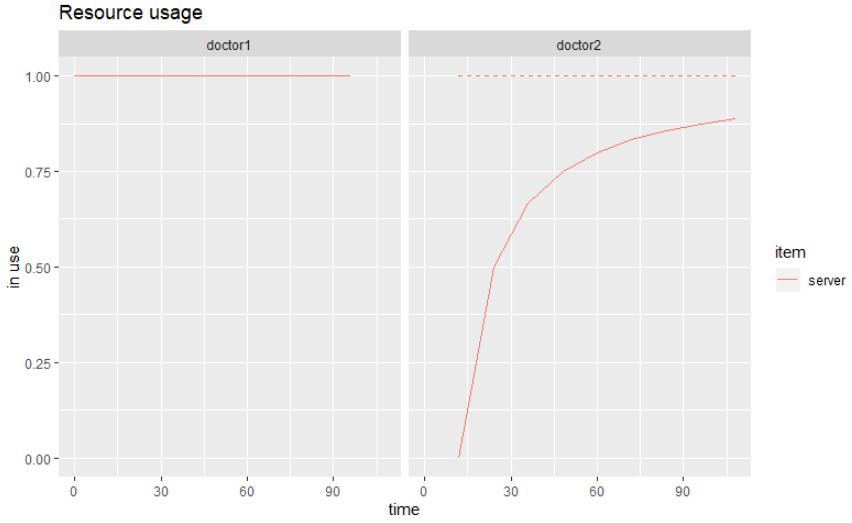 Resource usage
doctor1
doctor2
1.00
0.75
0.50
0.25
0.00
in use
0
30
60
90
0
30
60
90
time
item
server